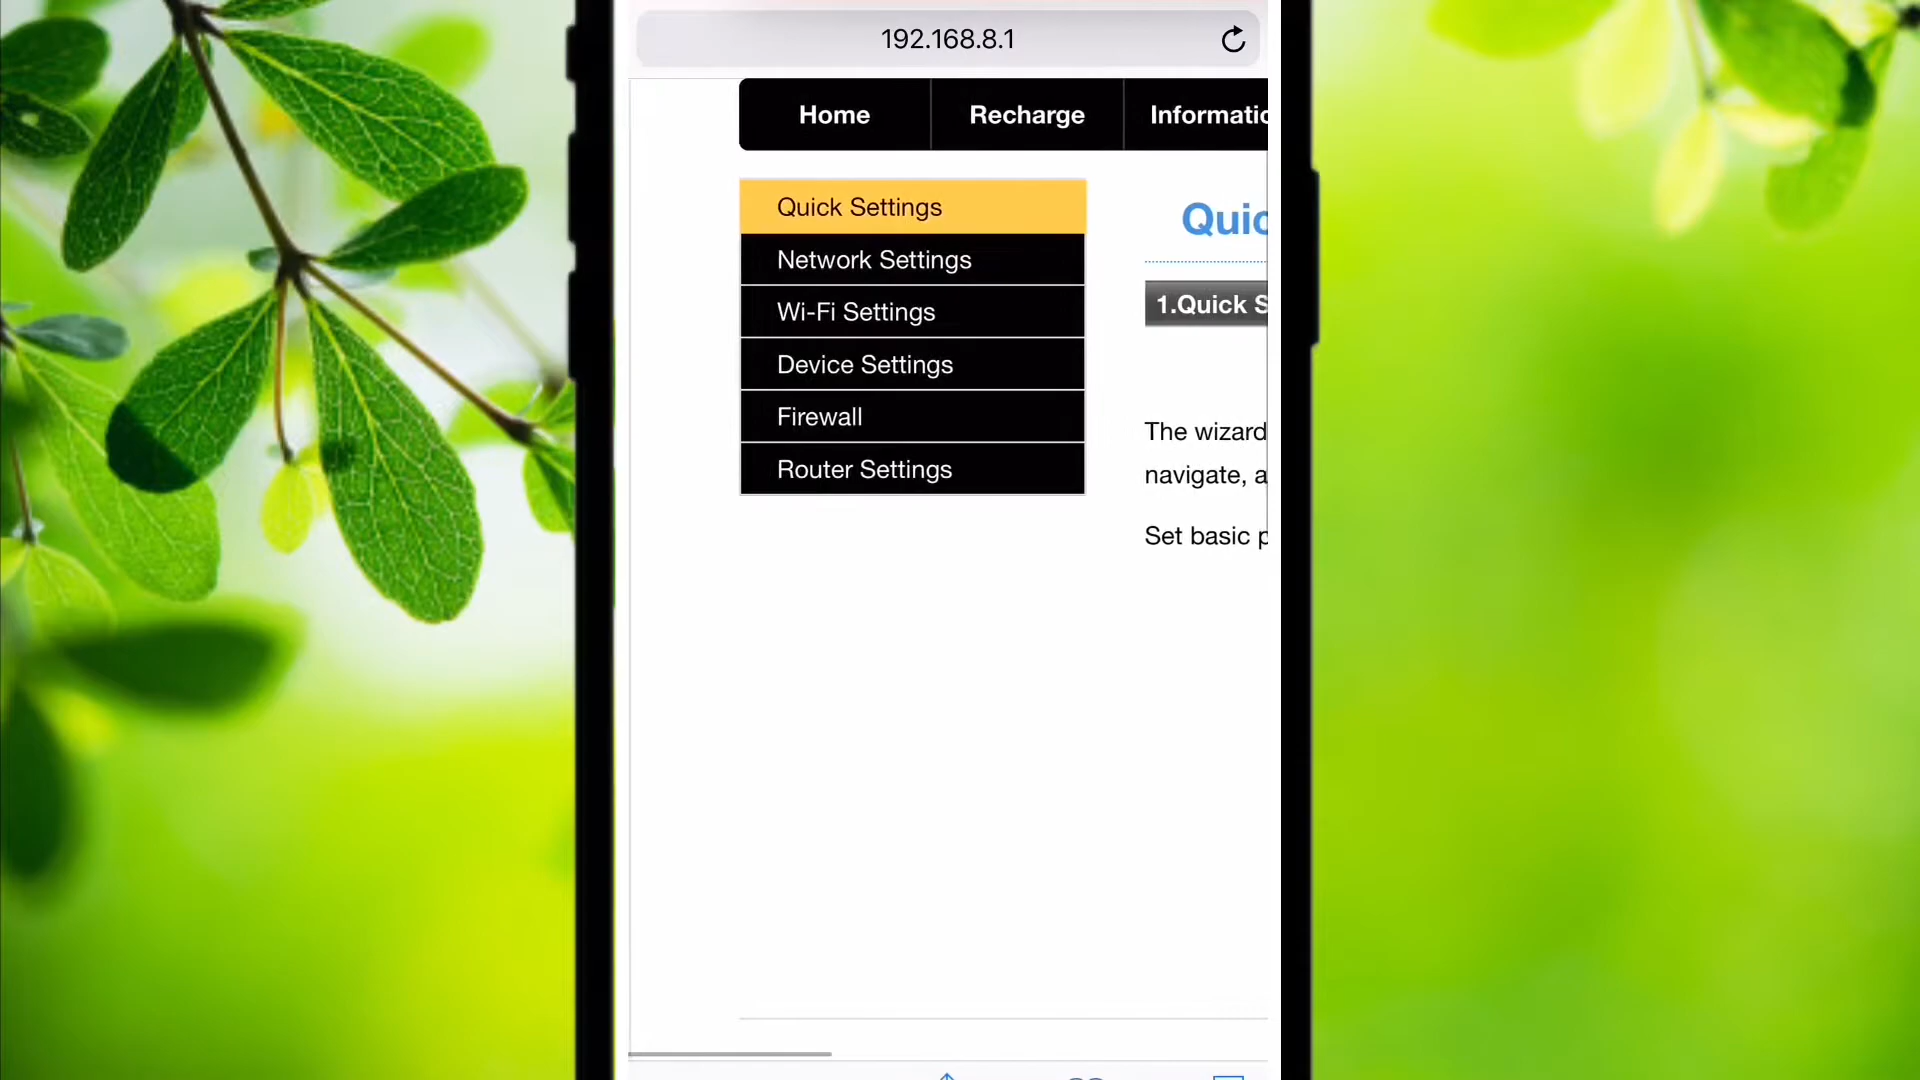 192.168.8.1
Home Recharge Informatic
Quick Settings
Network Settings
Wi-Fi Settings
Device Settings
Firewall
Router Settings
Quic
1.Quick S
The wizard
navigate, a
Set basic p